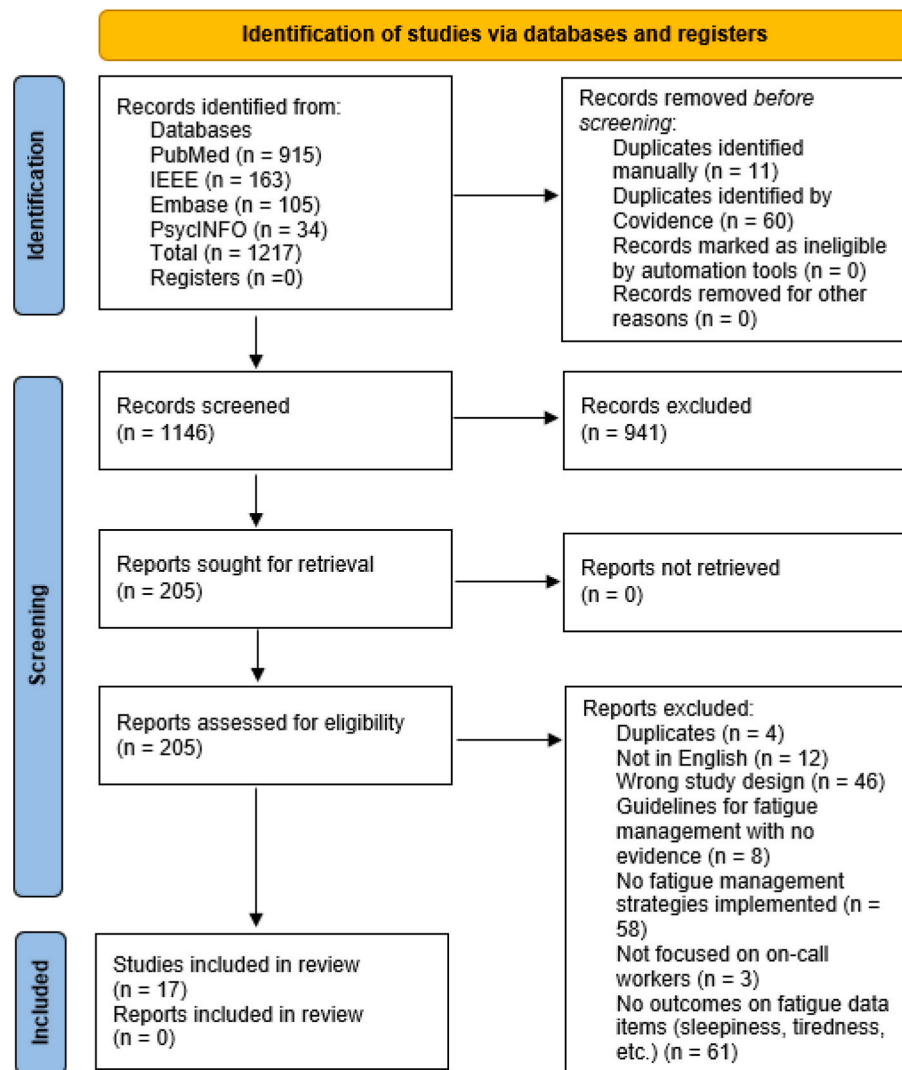 Identification of studies via databases and registers
Identification
Records identified from:
Databases
PubMed (n = 915)
IEEE (n = 163)
Embase (n = 105)
PsycINFO (n = 34)
Total (n = 1217)
Registers (n =0)
Records removed before
screening:
Duplicates identified
manually (n = 11)
Duplicates identified by
Covidence (n = 60)
Records marked as ineligible
by automation tools (n = 0)
Records removed for other
reasons (n = 0)
Screening
Records screened
(n = 1146)
Records excluded
(n = 941)
Reports sought for retrieval
(n = 205)
Reports not retrieved
(n = 0)
Reports assessed for eligibility
(n = 205)
Reports excluded:
Duplicates (n = 4)
Not in English (n = 12)
Wrong study design (n = 46)
Guidelines for fatigue
management with no
evidence (n = 8)
No fatigue management
strategies implemented (n =
58)
Not focused on on-call
workers (n = 3)
No outcomes on fatigue data
items (sleepiness, tiredness,
etc.) (n = 61)
Included
Studies included in review
(n = 17)
Reports included in review
(n = 0)